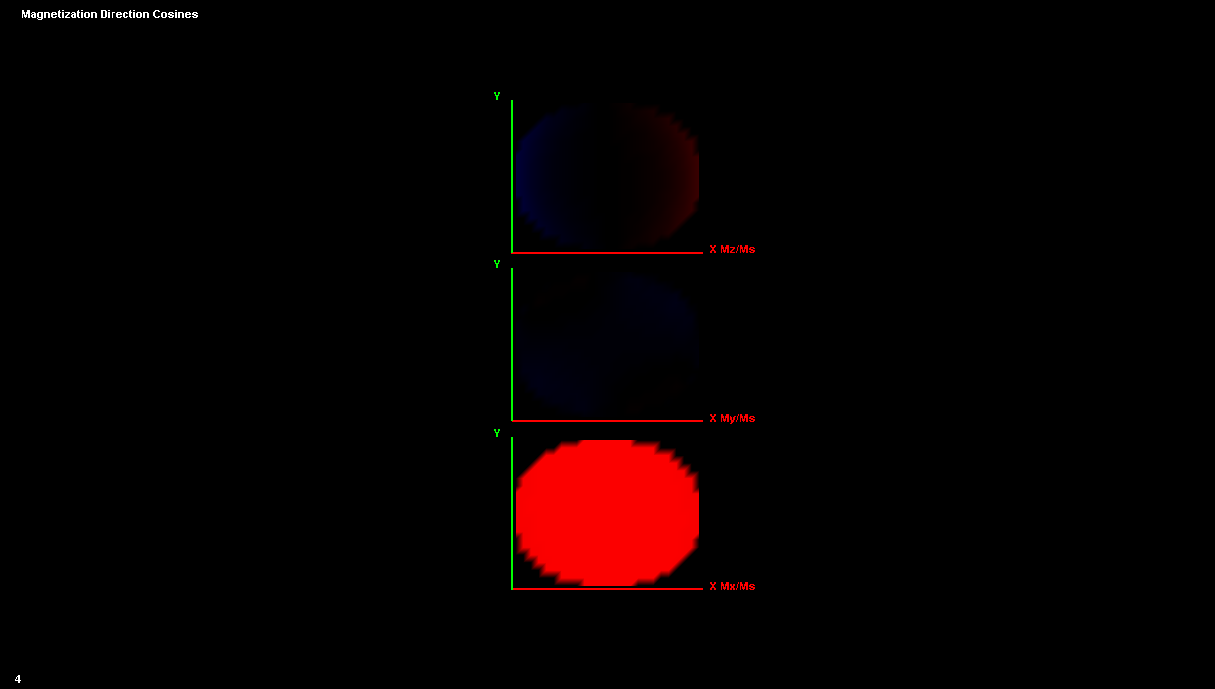 Magnetization Direction Cosines
Y
X Mz/Ms
Y
X My/Ms
Y
X Mx/Ms
4